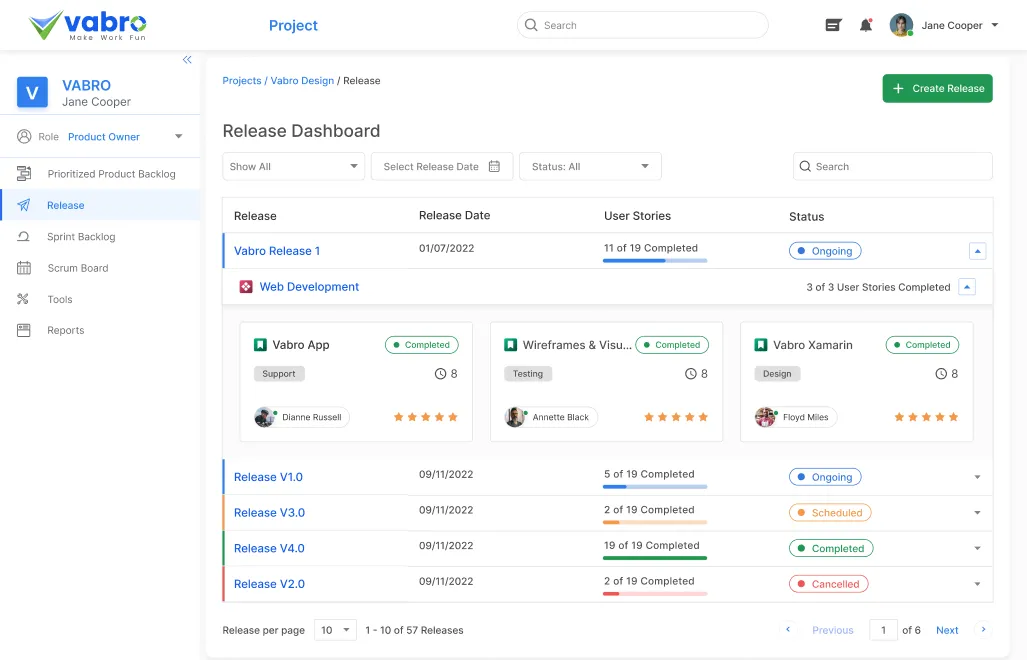 vabro
Make Work Fun
Project
Search
Jane Cooper
V
VABRO
Jane Cooper
Role Product Owner
Prioritized Product Backlog
Release
Sprint Backlog
Scrum Board
Tools
Reports
Projects / Vabro Design / Release
+ Create Release
Release Dashboard
Show All
Select Release Date
Status: All
Search
Release Release Date User Stories Status
Vabro Release 1 01/07/2022 11 of 19 Completed Ongoing
Web Development 3 of 3 User Stories Completed
Vabro App Completed
Support 8
Dianne Russell
Wireframes & Visu... Completed
Testing 8
Annette Black
Vabro Xamarin Completed
Design 8
Floyd Miles
Release V1.0 09/11/2022 5 of 19 Completed Ongoing
Release V3.0 09/11/2022 2 of 19 Completed Scheduled
Release V4.0 09/11/2022 19 of 19 Completed Completed
Release V2.0 09/11/2022 2 of 19 Completed Cancelled
Release per page 10 1 - 10 of 57 Releases
Previous 1 of 6 Next